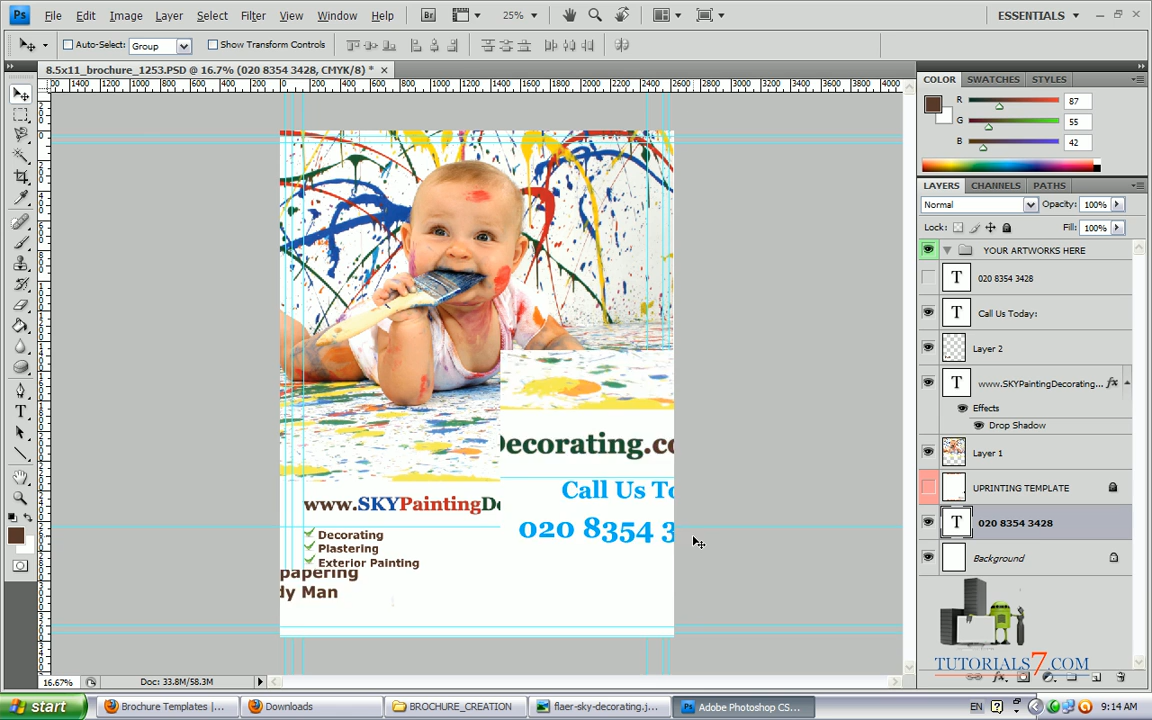 File Edit Image Layer Select Filter Analysis View Window Help Br 25% ESSENTIALS
Auto-Select: Group Show Transform Controls
8.5x11_brochure_1253.PSD @ 16.7% (020 8354 3428, CMYK/8) * ×
COLOR SWATCHES STYLES
R 87
G 55
B 42
LAYERS CHANNELS PATHS
Normal Opacity: 100%
Lock: Fill: 100%
YOUR ARTWORKS HERE
020 8354 3428
Call Us Today:
Layer 2
www.SKYPaintingDecorating...
Effects
Drop Shadow
Layer 1
UPRINTING TEMPLATE
020 8354 3428
Background
Decorating.co
Call Us To
020 8354 3
www.SKYPaintingDe
Decorating
Plastering
Exterior Painting
papering
dy Man
TUTORIALS7.COM
16.67% Doc: 33.8M/58.3M
start Brochure Templates |... Downloads BROCHURE_CREATION flaer-sky-decorating.j... Adobe Photoshop CS... EN 9:14 AM